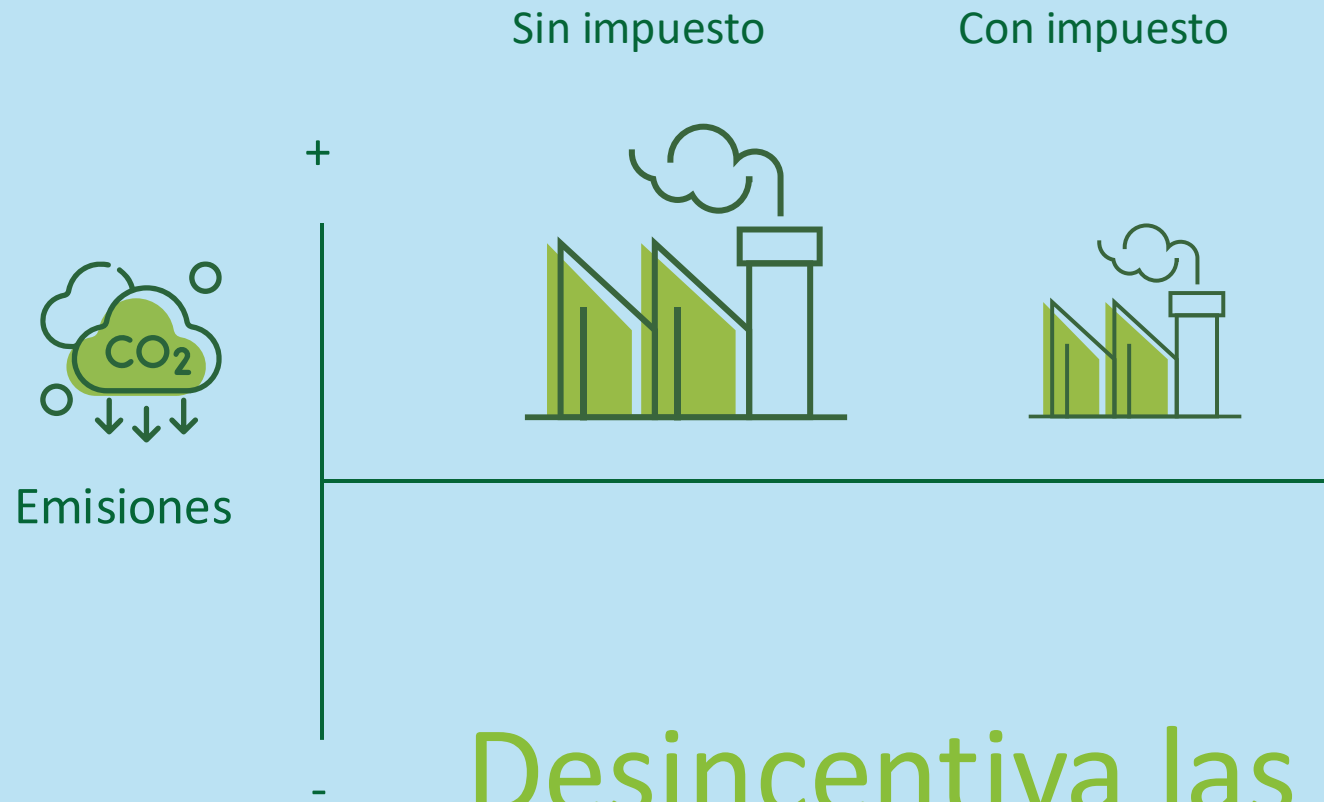 Sin impuesto Con impuesto
+
CO₂
Emisiones
-
Desincentiva las